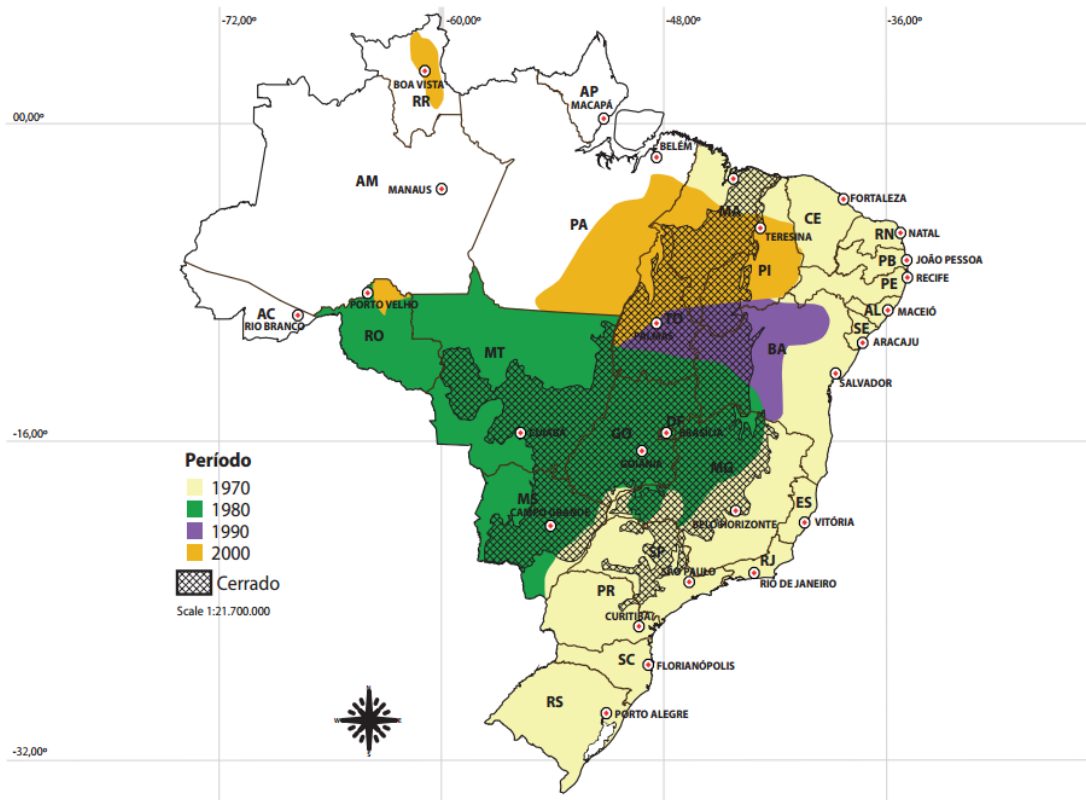 -72,00º
-60,00º
-48,00º
-36,00º
BOA VISTA
RR
AP
MACAPÁ
00,00º
BELÉM
AM
MANAUS
FORTALEZA
MA
CE
PA
RN
NATAL
TERESINA
PB
JOÃO PESSOA
PI
PE
RECIFE
PORTO VELHO
AC
RIO BRANCO
TO
PALMAS
AL
MACEIÓ
SE
ARACAJU
RO
MT
BA
SALVADOR
-16,00º
CUIABÁ
GO
DF
BRASÍLIA
GOIÂNIA
MG
Período
1970
1980
1990
2000
Cerrado
Scale 1:21.700.000
MS
CAMPO GRANDE
BELO HORIZONTE
ES
VITÓRIA
SP
SÃO PAULO
RJ
RIO DE JANEIRO
PR
CURITIBA
SC
FLORIANÓPOLIS
RS
PORTO ALEGRE
N
W
E
S
-32,00º